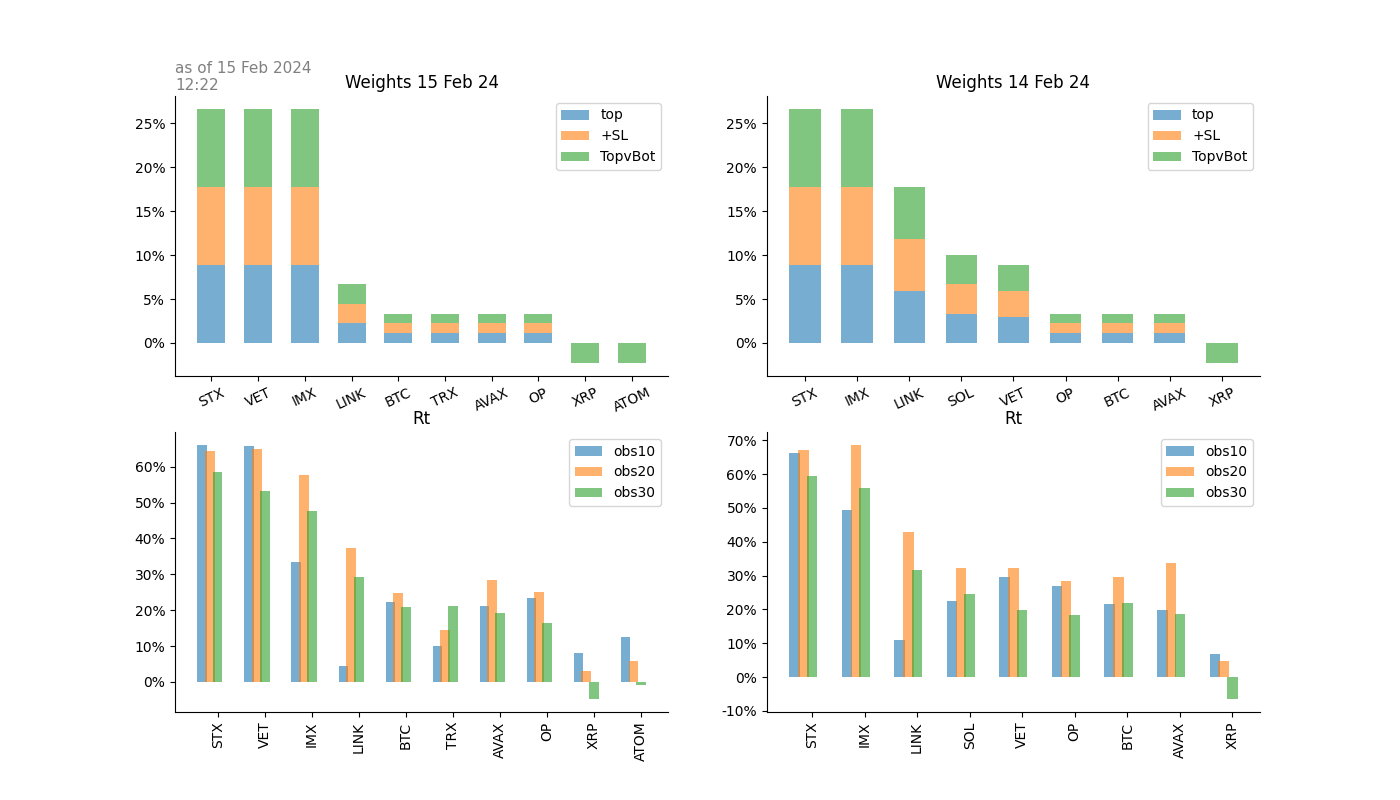 as of 15 Feb 2024
12:22
Weights 15 Feb 24
25%
20%
15%
10%
5%
0%
top
+SL
TopvBot
STX VET IMX LINK BTC TRX AVAX OP XRP ATOM
Weights 14 Feb 24
25%
20%
15%
10%
5%
0%
top
+SL
TopvBot
STX IMX LINK SOL VET OP BTC AVAX XRP
Rt
60%
50%
40%
30%
20%
10%
0%
obs10
obs20
obs30
STX VET IMX LINK BTC TRX AVAX OP XRP ATOM
Rt
70%
60%
50%
40%
30%
20%
10%
0%
-10%
obs10
obs20
obs30
STX IMX LINK SOL VET OP BTC AVAX XRP